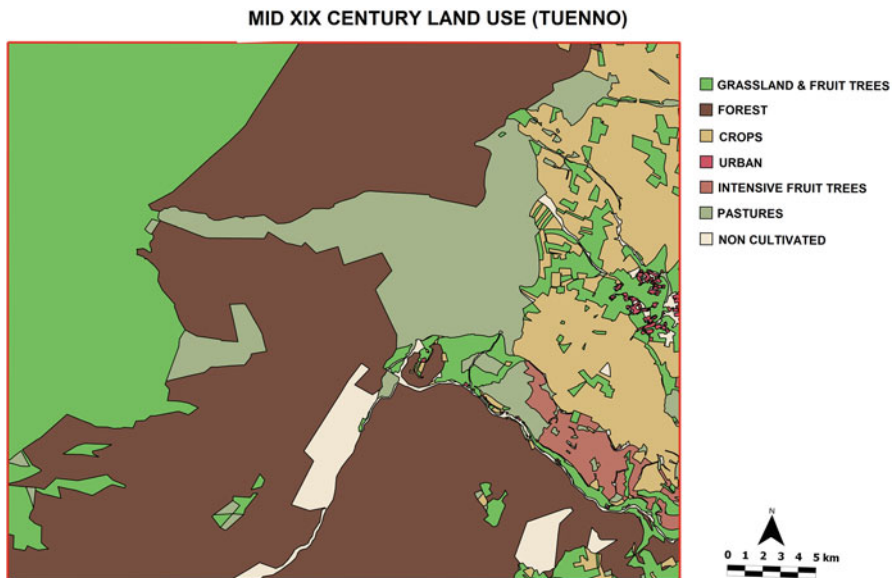 MID XIX CENTURY LAND USE (TUENNO)
GRASSLAND & FRUIT TREES
FOREST
CROPS
URBAN
INTENSIVE FRUIT TREES
PASTURES
NON CULTIVATED
N
0 1 2 3 4 5 km